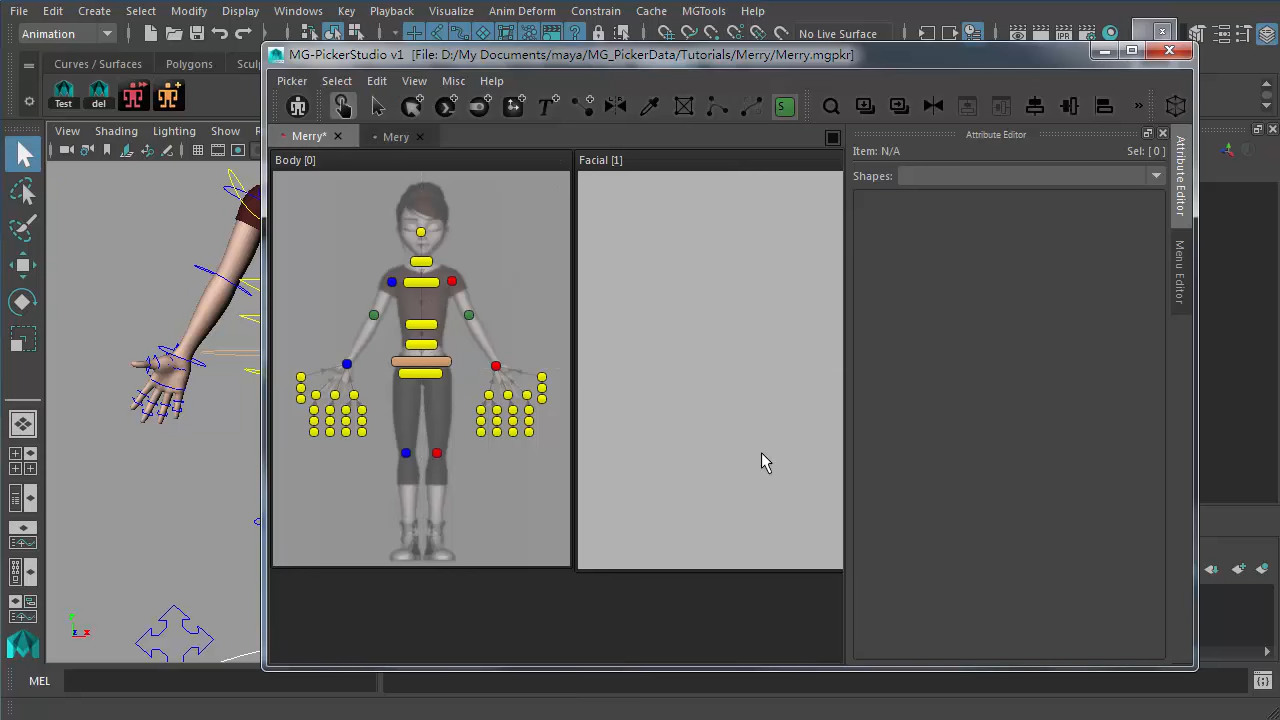 File Edit Create Select Modify Display Windows Key Playback Visualize Anim Deform Constrain Cache MGTools Help
Animation
No Live Surface
MG-PickerStudio v1 [File: D:/My Documents/maya/MG_PickerData/Tutorials/Merry/Merry.mgpkr]
Curves / Surfaces Polygons Sculp
Test del
Picker Select Edit View Misc Help
View Shading Lighting Show
T S »
Merry* Mery
Attribute Editor
Body [0] Facial [1]
Item: N/A Sel: [ 0 ]
Shapes:
Attribute Editor
Menu Editor
MEL